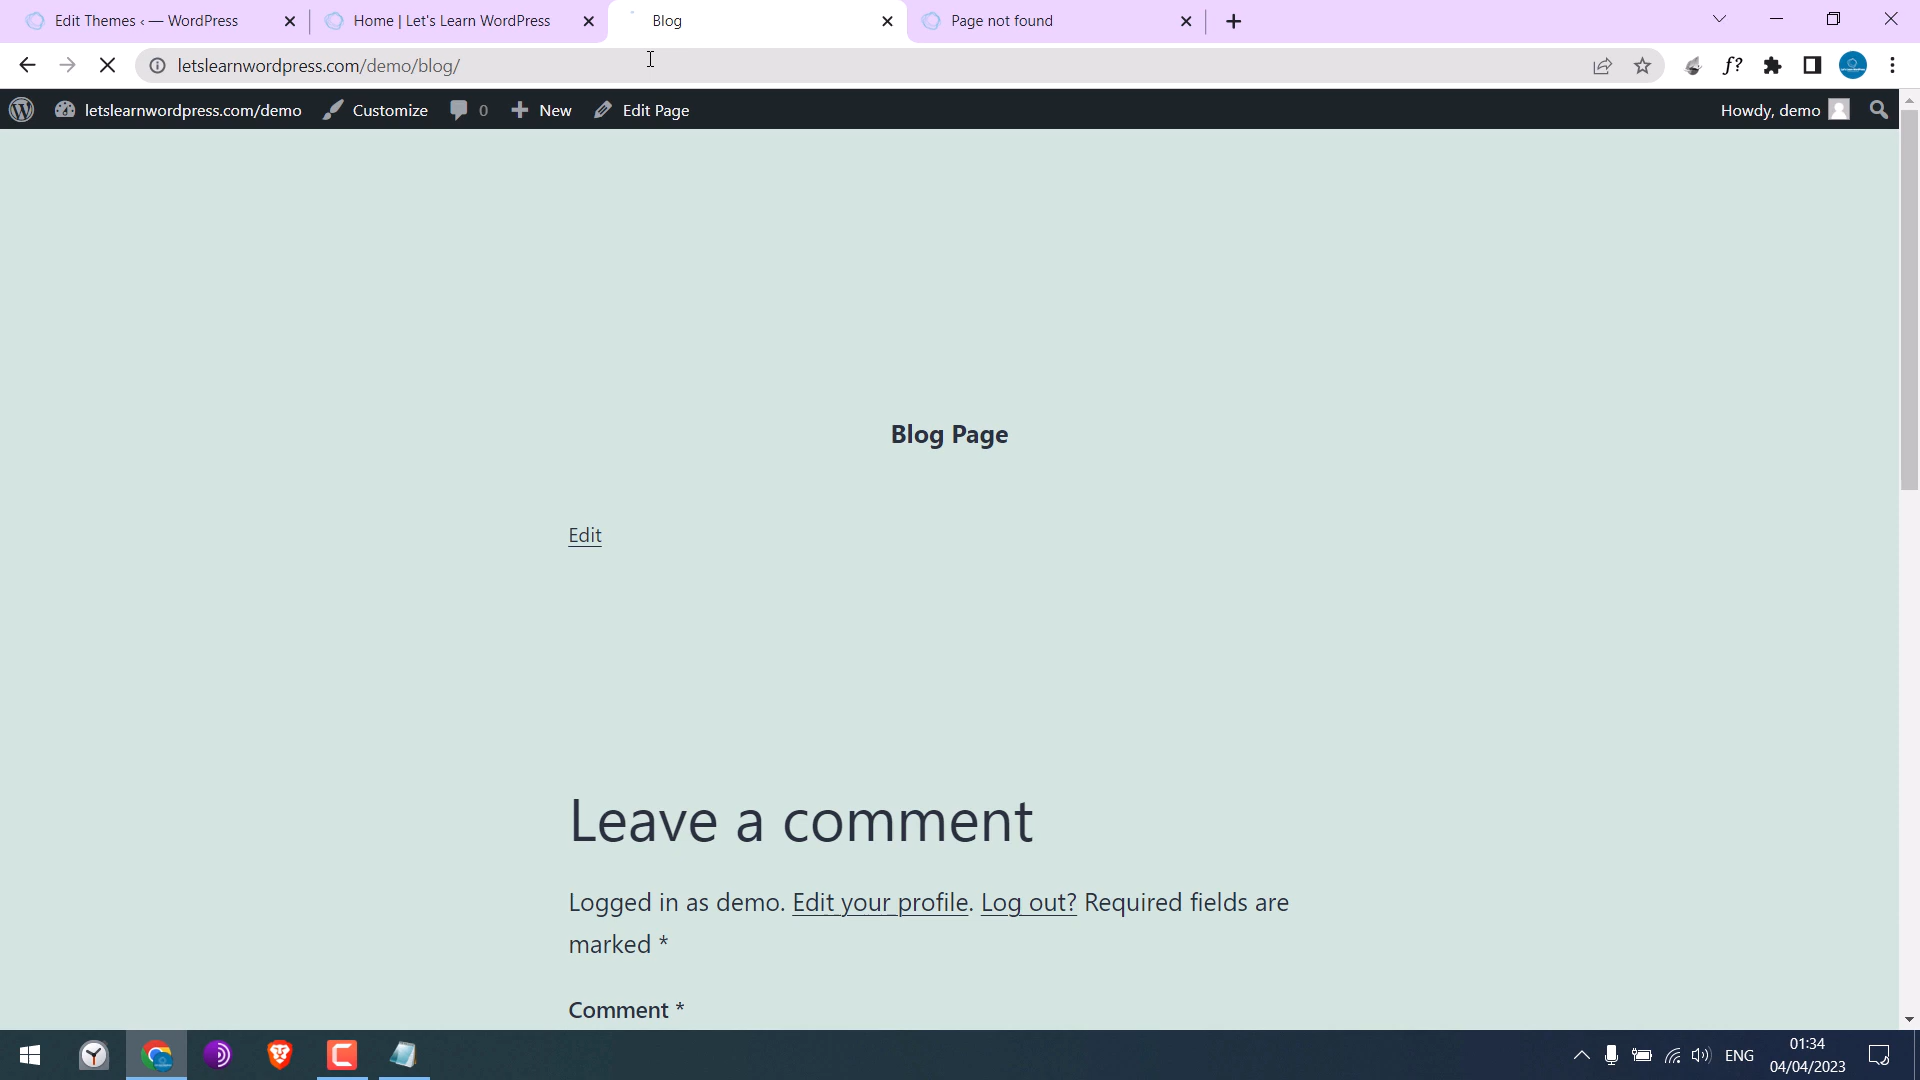 Edit Themes ‹ — WordPress
Home | Let's Learn WordPress
Blog
Page not found
letslearnwordpress.com/demo/blog/
f?
letslearnwordpress.com/demo
Customize
0
New
Edit Page
Howdy, demo
Blog Page
Edit
Leave a comment
Logged in as demo. Edit your profile. Log out? Required fields are
marked *
Comment *
ENG
01:34
04/04/2023